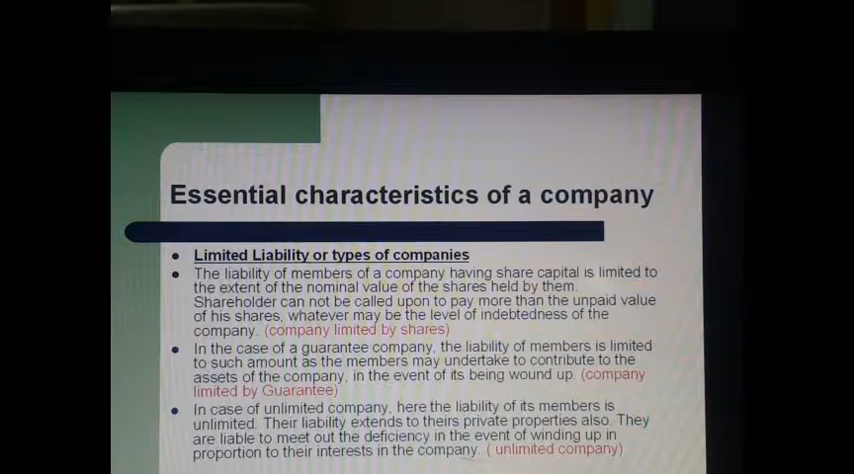 Essential characteristics of a company
Limited Liability or types of companies
The liability of members of a company having share capital is limited to
the extent of the nominal value of the shares held by them.
Shareholder can not be called upon to pay more than the unpaid value
of his shares, whatever may be the level of indebtedness of the
company. (company limited by shares)
In the case of a guarantee company, the liability of members is limited
to such amount as the members may undertake to contribute to the
assets of the company, in the event of its being wound up. (company
limited by Guarantee)
In case of unlimited company, here the liability of its members is
unlimited. Their liability extends to theirs private properties also. They
are liable to meet out the deficiency in the event of winding up in
proportion to their interests in the company. ( unlimited company)